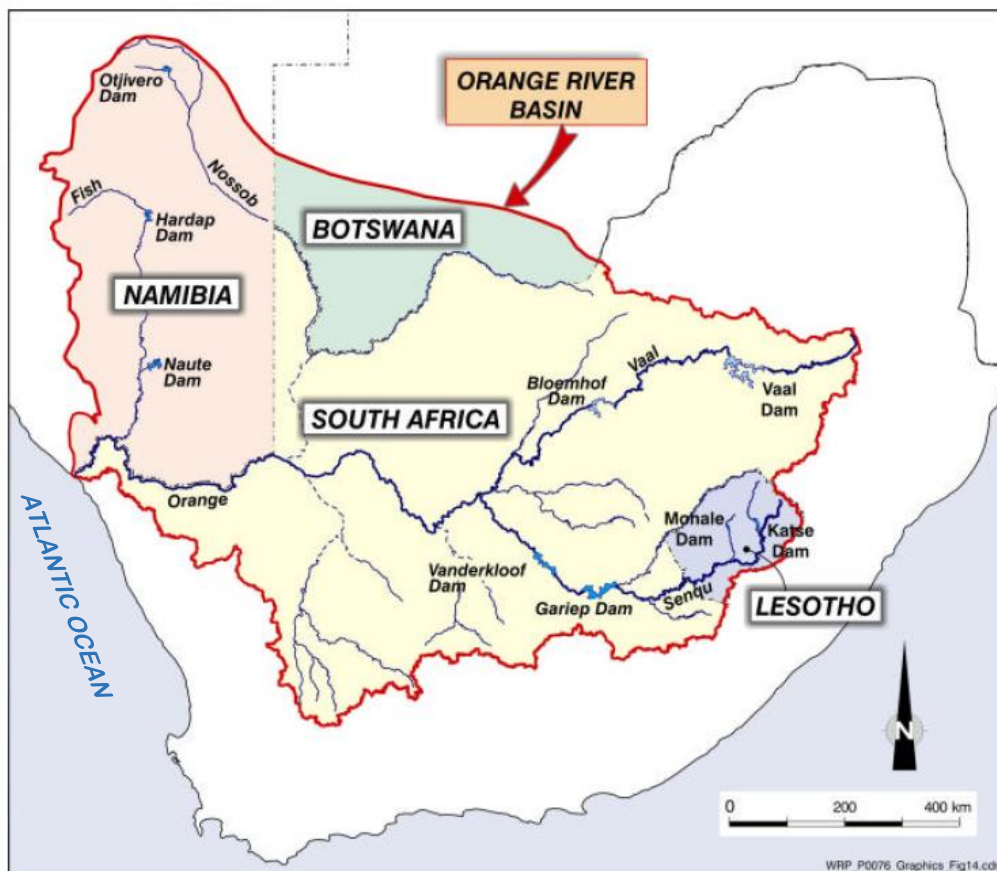 Otjivero
Dam
ORANGE RIVER
BASIN
Nossob
Fish
Hardap
Dam
BOTSWANA
NAMIBIA
Naute
Dam
Bloemhof
Dam
Vaal
Vaal
Dam
SOUTH AFRICA
Orange
ATLANTIC OCEAN
Mohale
Dam
Katse
Dam
Vanderkloof
Dam
Gariep Dam
Senqu
LESOTHO
N
0 200 400 km
WRP_P0076_Graphics_Fig14.cdr